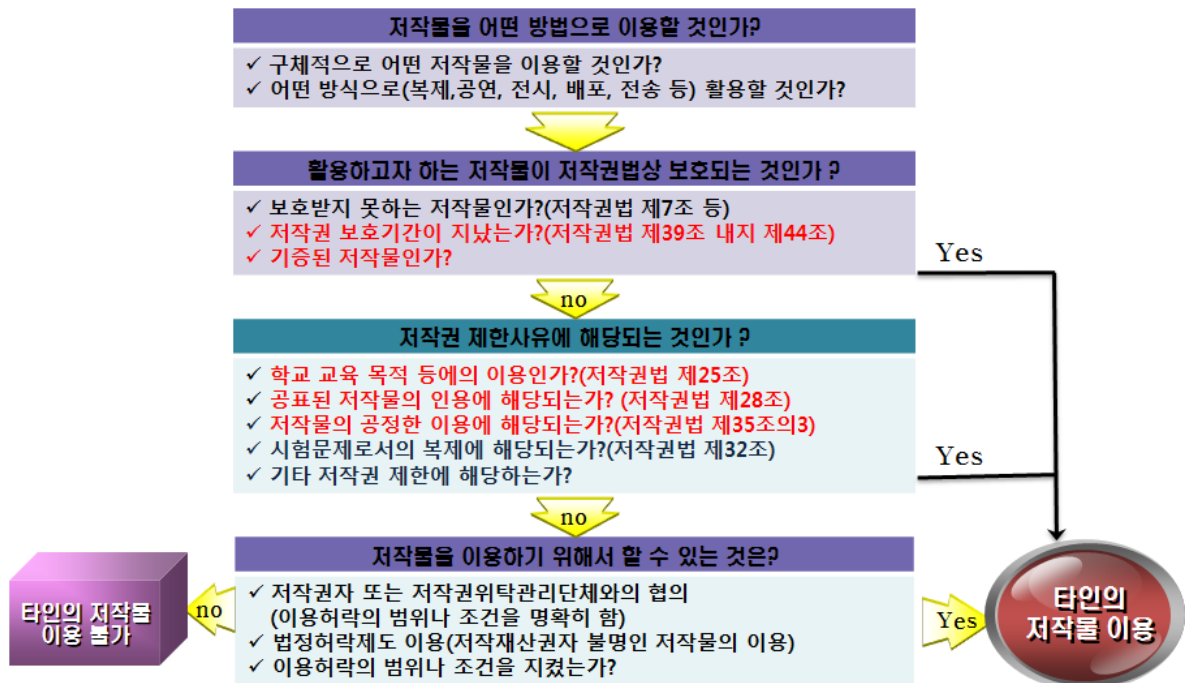 저작물을 어떤 방법으로 이용할 것인가?
✓ 구체적으로 어떤 저작물을 이용할 것인가?
✓ 어떤 방식으로(복제,공연, 전시, 배포, 전송 등) 활용할 것인가?
활용하고자 하는 저작물이 저작권법상 보호되는 것인가 ?
✓ 보호받지 못하는 저작물인가?(저작권법 제7조 등)
✓ 저작권 보호기간이 지났는가?(저작권법 제39조 내지 제44조)
✓ 기증된 저작물인가?
Yes
no
저작권 제한사유에 해당되는 것인가 ?
✓ 학교 교육 목적 등에의 이용인가?(저작권법 제25조)
✓ 공표된 저작물의 인용에 해당되는가? (저작권법 제28조)
✓ 저작물의 공정한 이용에 해당되는가?(저작권법 제35조의3)
✓ 시험문제로서의 복제에 해당되는가?(저작권법 제32조)
✓ 기타 저작권 제한에 해당하는가?
Yes
no
저작물을 이용하기 위해서 할 수 있는 것은?
✓ 저작권자 또는 저작권위탁관리단체와의 협의
(이용허락의 범위나 조건을 명확히 함)
✓ 법정허락제도 이용(저작재산권자 불명인 저작물의 이용)
✓ 이용허락의 범위나 조건을 지켰는가?
no
타인의 저작물
이용 불가
Yes
타인의
저작물 이용